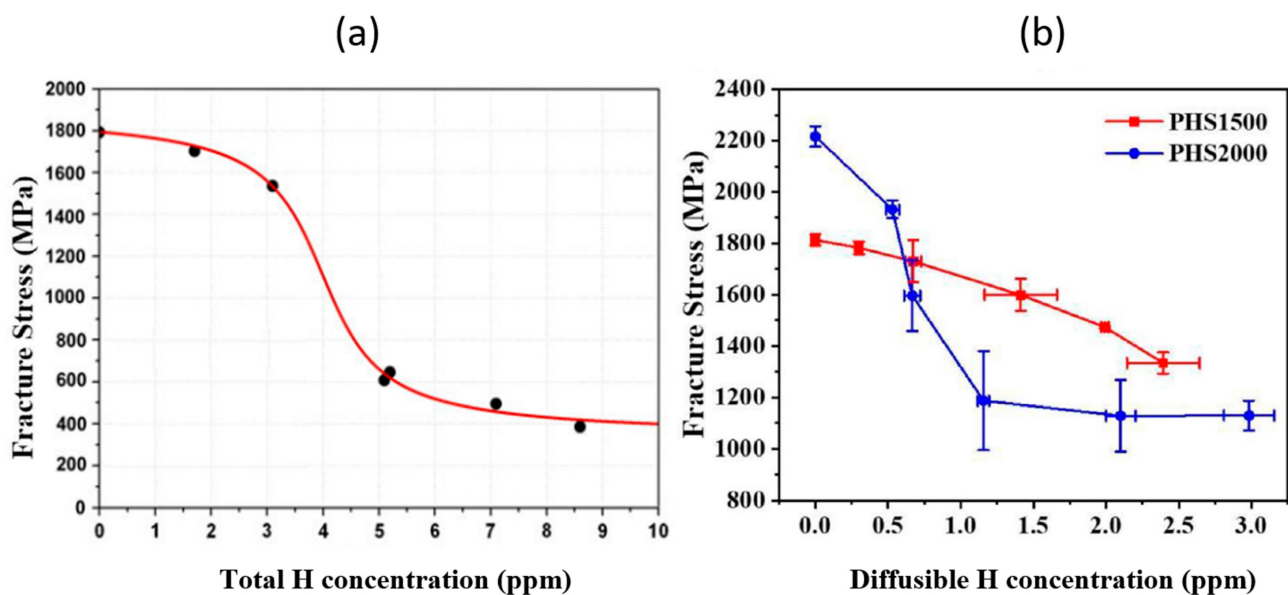 (a)
(b)
Fracture Stress (MPa)
2000
1800
1600
1400
1200
1000
800
600
400
200
0
0 1 2 3 4 5 6 7 8 9 10
Total H concentration (ppm)
Fracture Stress (MPa)
2400
2200
2000
1800
1600
1400
1200
1000
800
PHS1500
PHS2000
0.0 0.5 1.0 1.5 2.0 2.5 3.0
Diffusible H concentration (ppm)